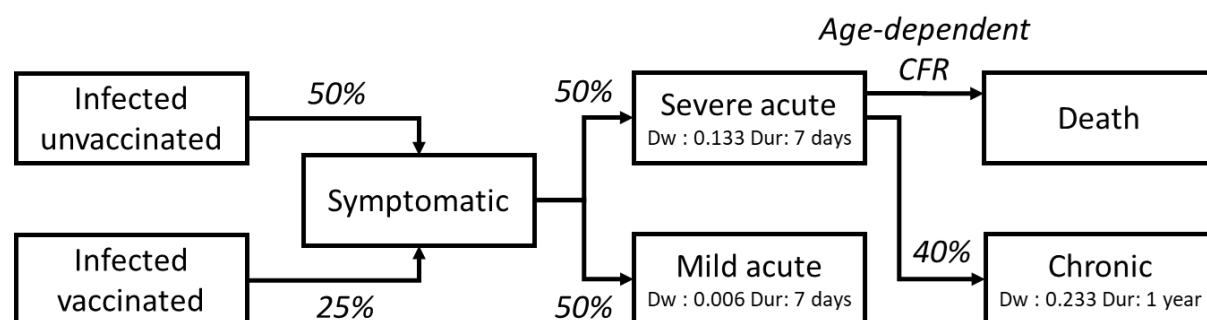 Infected
unvaccinated
50%
Infected
vaccinated
25%
Symptomatic
50%
Severe acute
Dw : 0.133 Dur: 7 days
50%
Mild acute
Dw : 0.006 Dur: 7 days
Age-dependent
CFR
Death
40%
Chronic
Dw : 0.233 Dur: 1 year